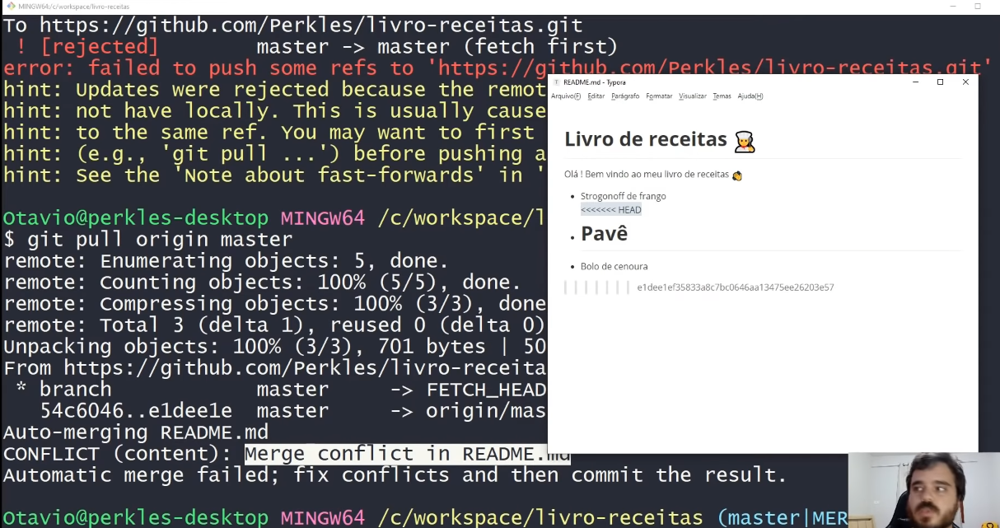 MINGW64:/c/workspace/livro-receitas
To https://github.com/Perkles/livro-receitas.git
! [rejected] master -> master (fetch first)
error: failed to push some refs to 'https://github.com/Perkles/livro-receitas.git'
hint: Updates were rejected because the remot
hint: not have locally. This is usually cause
hint: to the same ref. You may want to first
hint: (e.g., 'git pull ...') before pushing a
hint: See the 'Note about fast-forwards' in '
Otavio@perkles-desktop MINGW64 /c/workspace/l
$ git pull origin master
remote: Enumerating objects: 5, done.
remote: Counting objects: 100% (5/5), done.
remote: Compressing objects: 100% (3/3), done
remote: Total 3 (delta 1), reused 0 (delta 0)
Unpacking objects: 100% (3/3), 701 bytes | 50
From https://github.com/Perkles/livro-receita
* branch master -> FETCH_HEAD
54c6046..e1dee1e master -> origin/mas
Auto-merging README.md
CONFLICT (content): Merge conflict in README.md
Automatic merge failed; fix conflicts and then commit the result.
Otavio@perkles-desktop MINGW64 /c/workspace/livro-receitas (master|MER
README.md - Typora
Arquivo(F) Editar Parágrafo Formatar Visualizar Temas Ajuda(H)
Livro de receitas
Olá ! Bem vindo ao meu livro de receitas
• Strogonoff de frango
<<<<<<< HEAD
• Pavê
• Bolo de cenoura
e1dee1ef35833a8c7bc0646aa13475ee26203e57